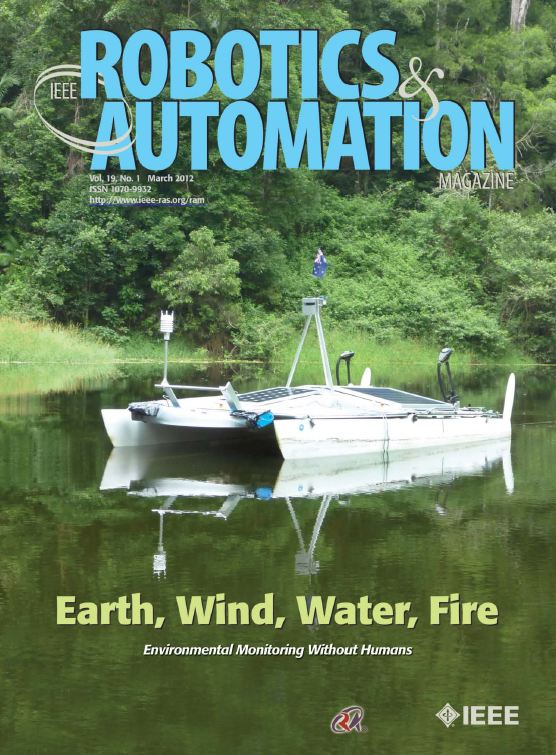 IEEE
ROBOTICS &
AUTOMATION
MAGAZINE
Vol. 19, No. 1 March 2012
ISSN 1070-9932
http://www.ieee-ras.org/ram
Earth, Wind, Water, Fire
Environmental Monitoring Without Humans
IEEE